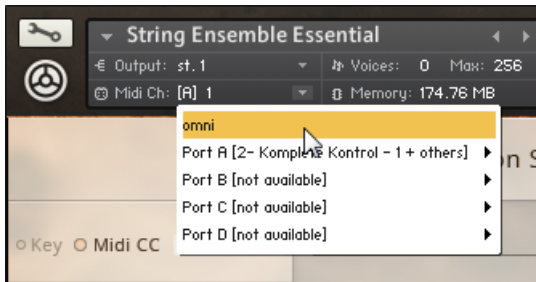 String Ensemble Essential
Output: st.1 Voices: 0 Max: 256
Midi Ch: [A] 1 Memory: 174.76 MB
omni
Port A [2- Komplete Kontrol - 1 + others]
Port B [not available]
Port C [not available]
Port D [not available]
Key Midi CC